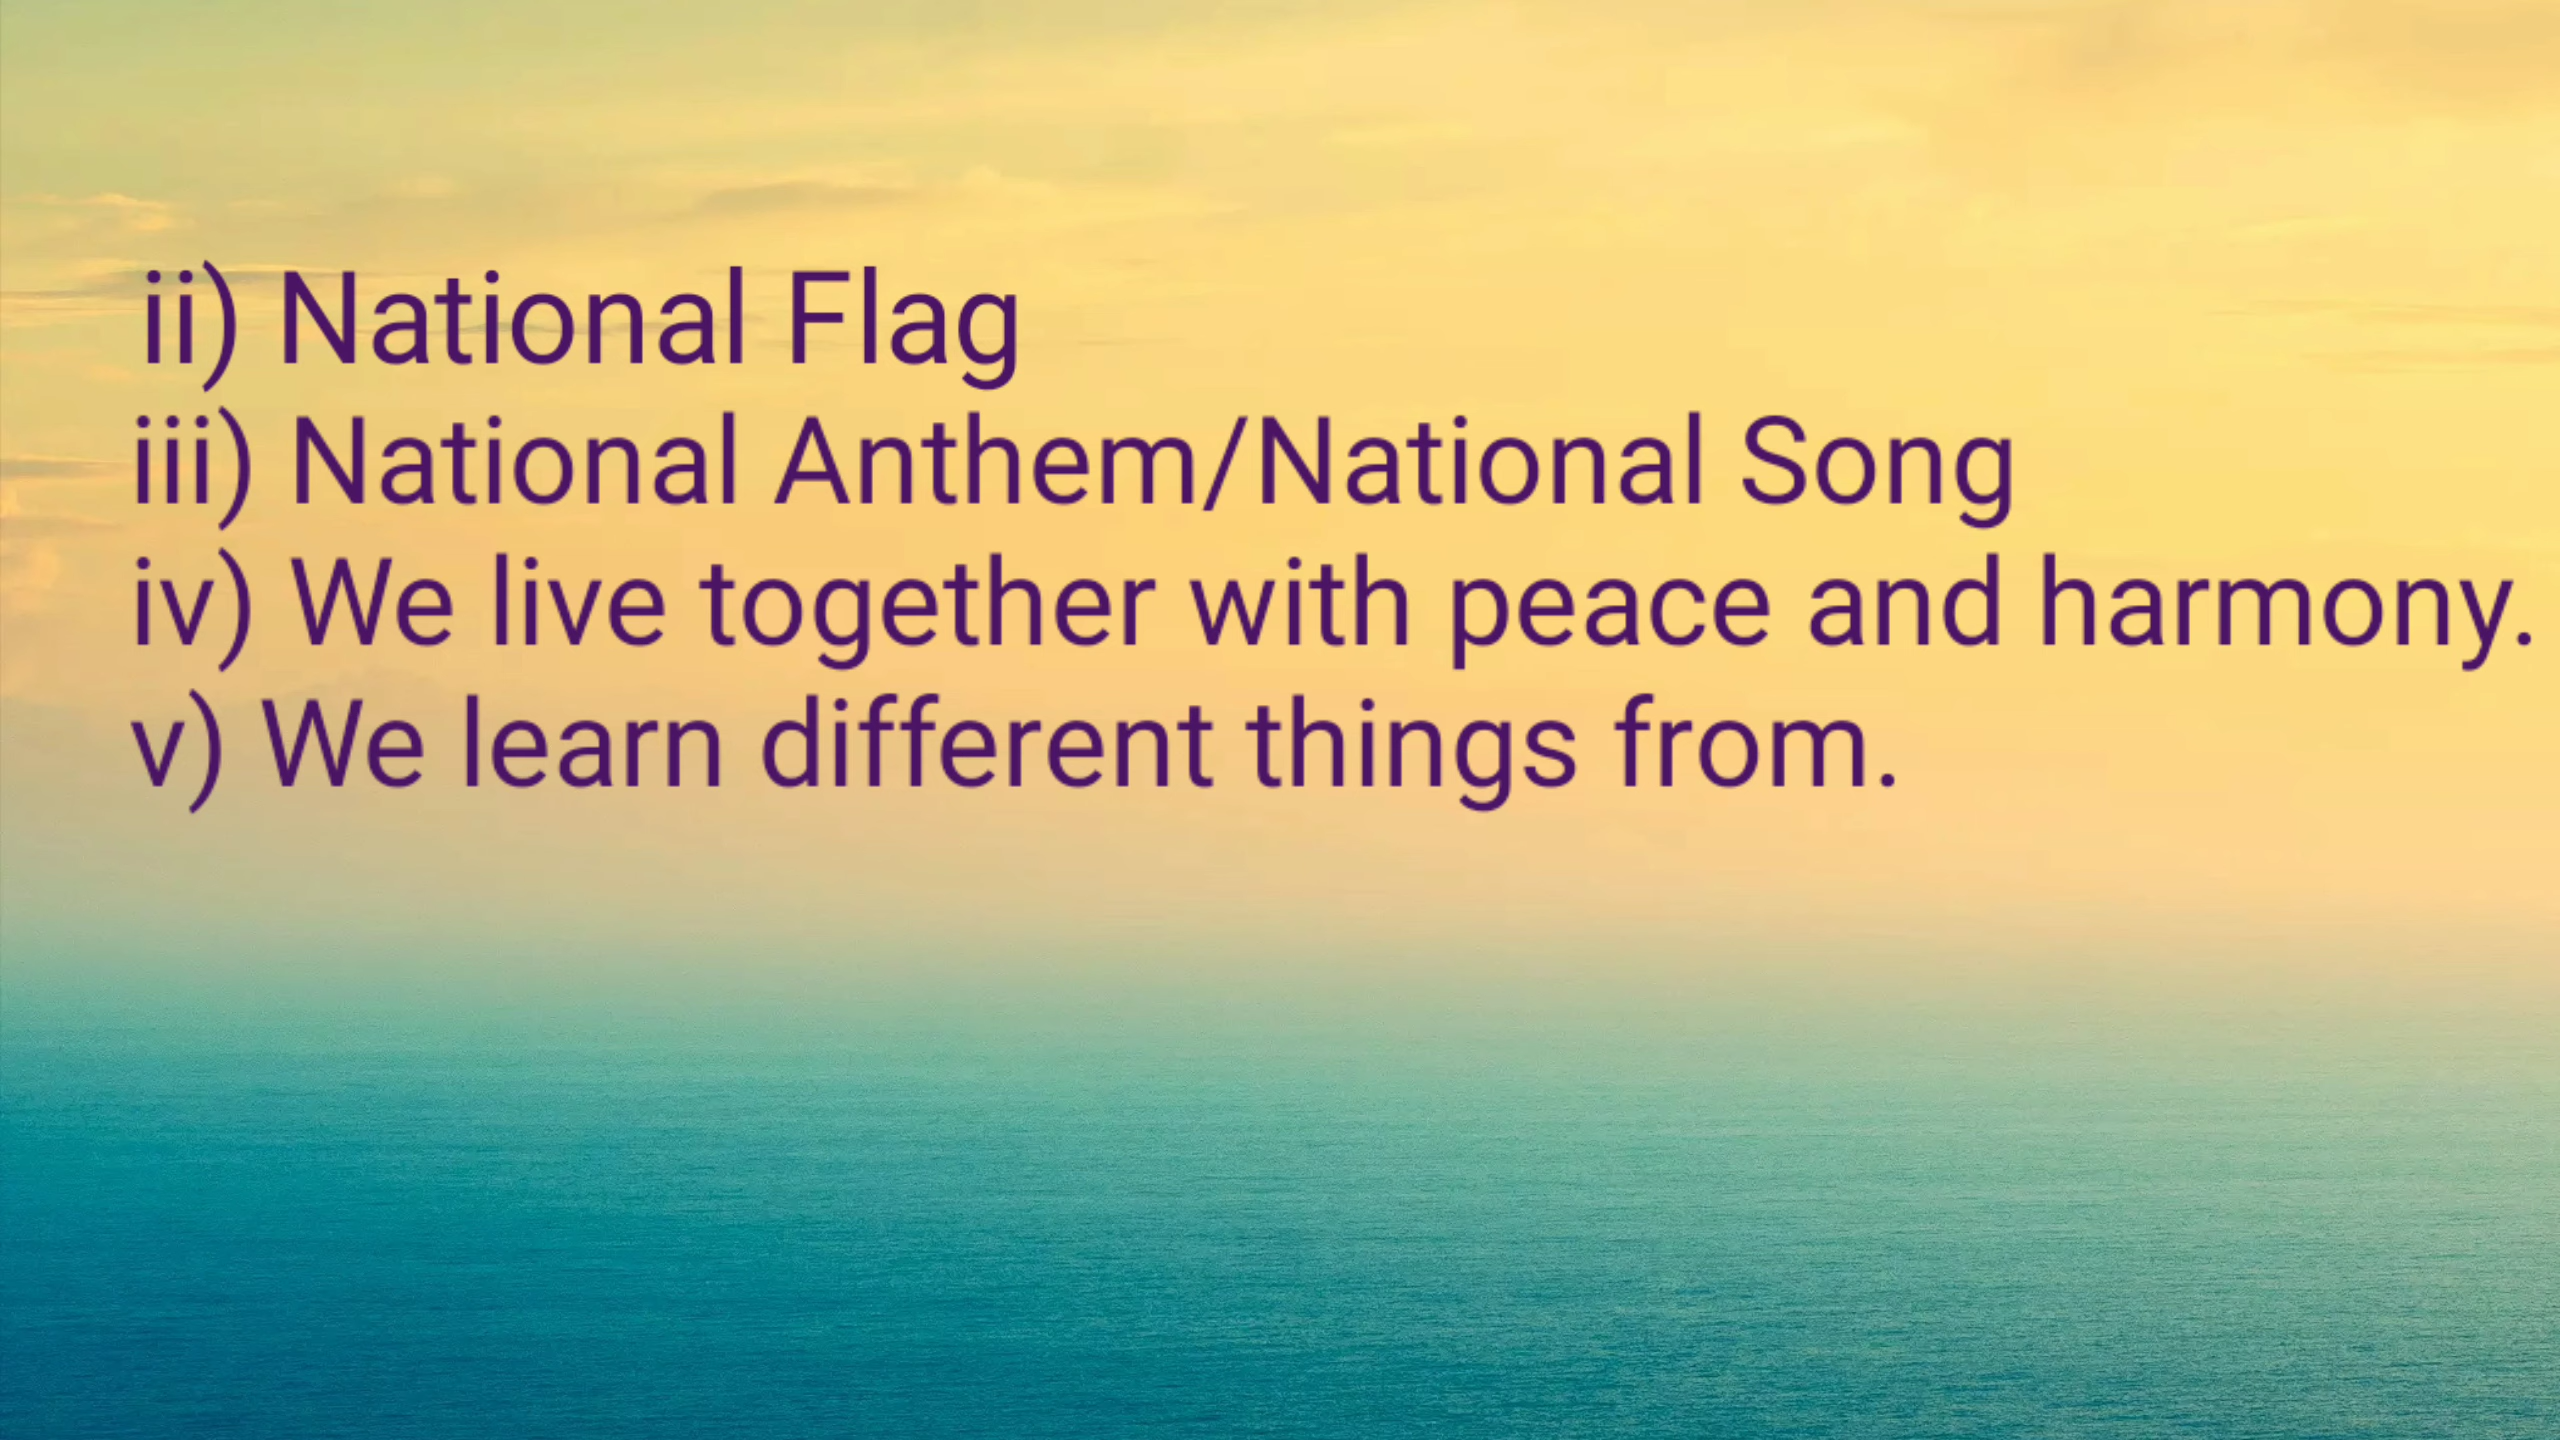 ii) National Flag
iii) National Anthem/National Song
iv) We live together with peace and harmony.
v) We learn different things from.